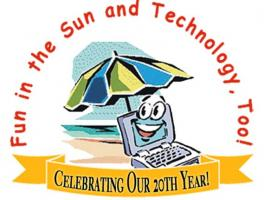 Fun in the Sun and Technology, Too!
CELEBRATING OUR 20TH YEAR!